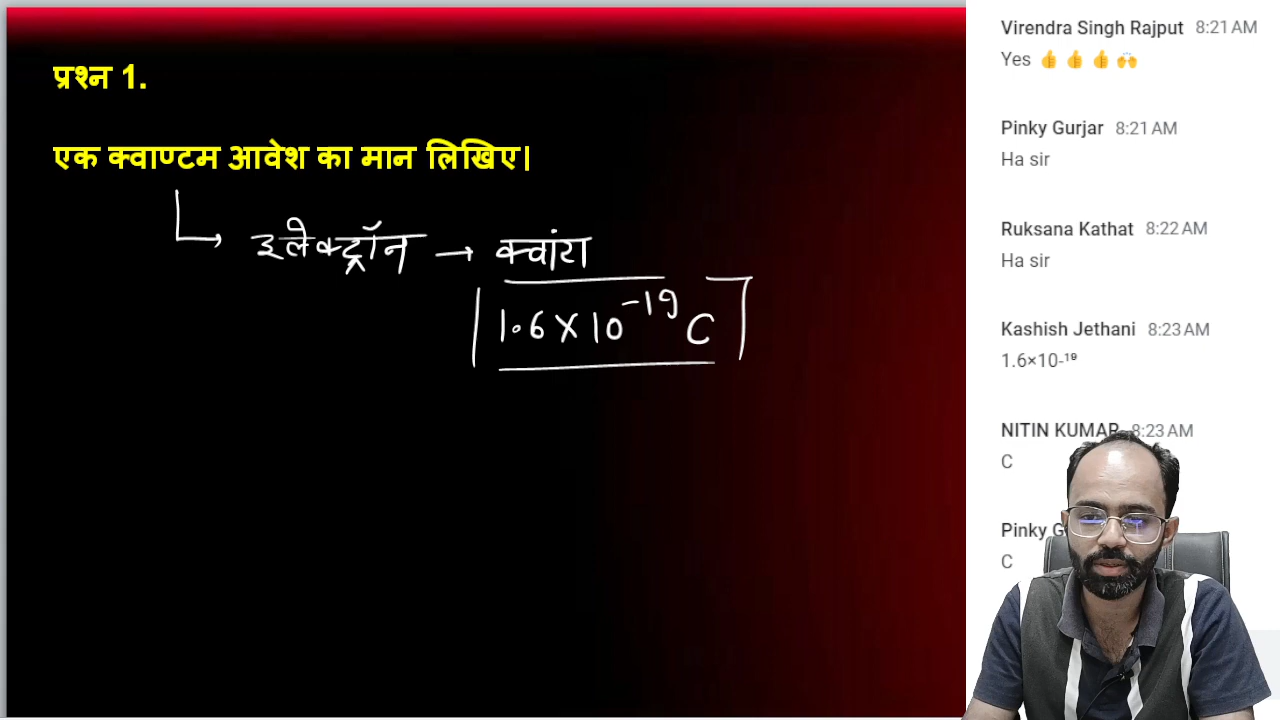 प्रश्न 1.
एक क्वाण्टम आवेश का मान लिखिए।
इलेक्ट्रॉन → क्वांटा
1.6 × 10⁻¹⁹ C
Virendra Singh Rajput 8:21 AM
Yes 👍 👍 👍 🙌
Pinky Gurjar 8:21 AM
Ha sir
Ruksana Kathat 8:22 AM
Ha sir
Kashish Jethani 8:23 AM
1.6×10-¹⁹
NITIN KUMAR 8:23 AM
C
Pinky
C